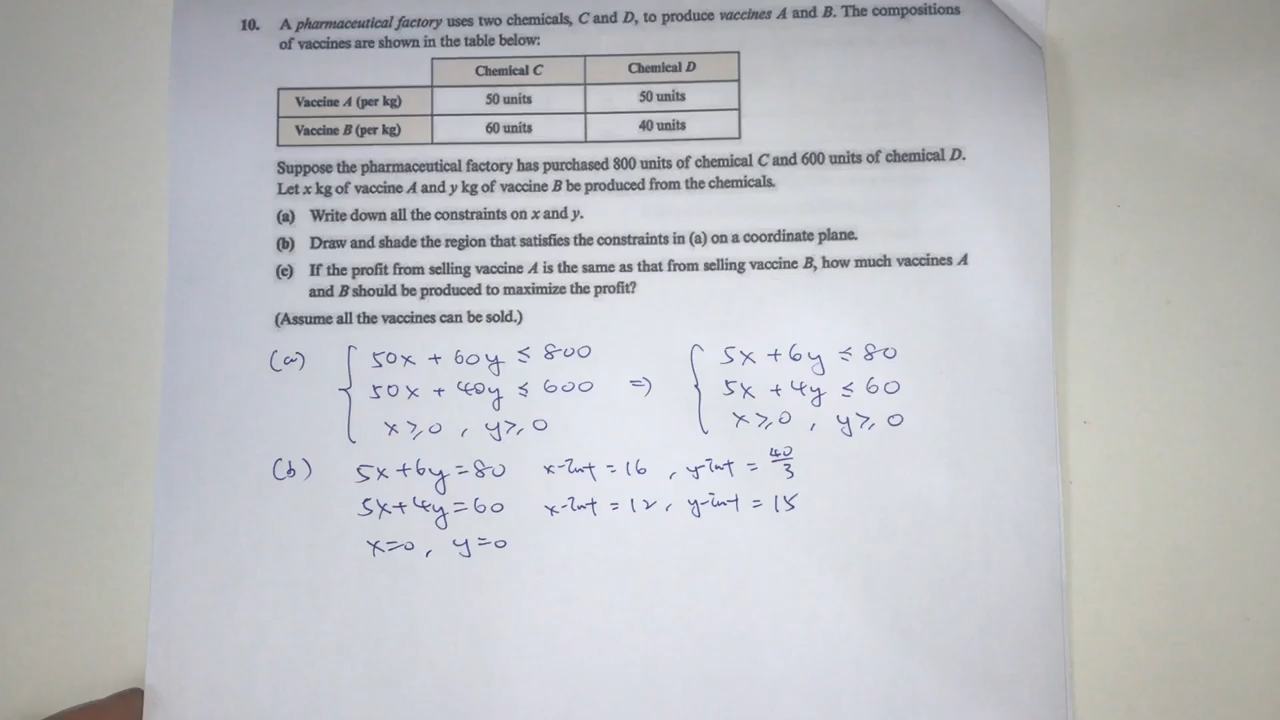 10. A pharmaceutical factory uses two chemicals, C and D, to produce vaccines A and B. The compositions
of vaccines are shown in the table below:
Chemical C Chemical D
Vaccine A (per kg) 50 units 50 units
Vaccine B (per kg) 60 units 40 units
Suppose the pharmaceutical factory has purchased 800 units of chemical C and 600 units of chemical D.
Let x kg of vaccine A and y kg of vaccine B be produced from the chemicals.
(a) Write down all the constraints on x and y.
(b) Draw and shade the region that satisfies the constraints in (a) on a coordinate plane.
(c) If the profit from selling vaccine A is the same as that from selling vaccine B, how much vaccines A
and B should be produced to maximize the profit?
(Assume all the vaccines can be sold.)
(a) { 50x + 60y ≤ 800 { 5x + 6y ≤ 80
50x + 40y ≤ 600 ⇒ 5x + 4y ≤ 60
x ≥ 0 , y ≥ 0 x ≥ 0 , y ≥ 0
(b) 5x + 6y = 80 x-int = 16 , y-int = 40/3
5x + 4y = 60 x-int = 12 , y-int = 15
x=0 , y=0